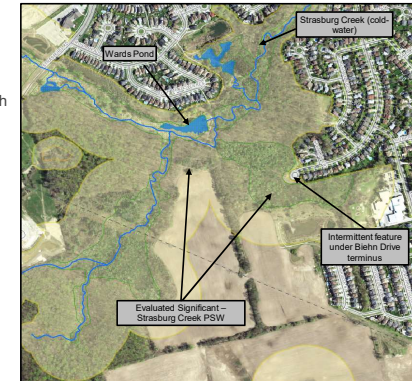 Strasburg Creek (cold-
water)
Wards Pond
Intermittent feature
under Biehn Drive
terminus
Evaluated Significant –
Strasburg Creek PSW